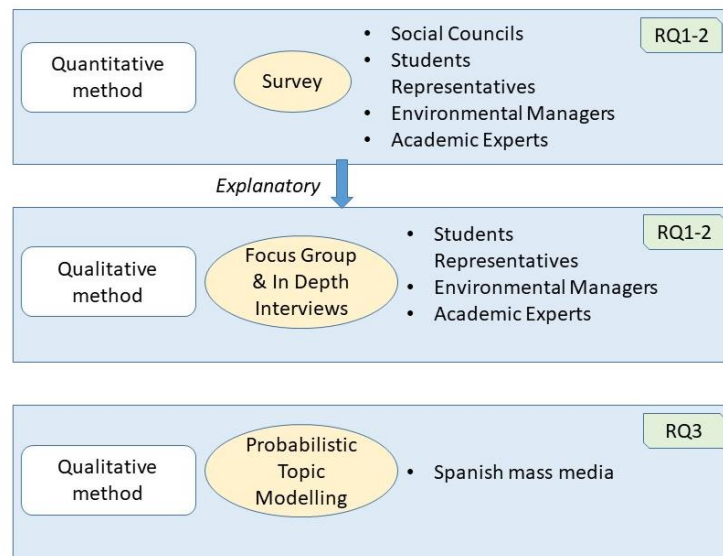 Quantitative
method
Survey
• Social Councils
• Students
Representatives
• Environmental Managers
• Academic Experts
RQ1-2
Explanatory
Qualitative
method
Focus Group
& In Depth
Interviews
• Students
Representatives
• Environmental Managers
• Academic Experts
RQ1-2
Qualitative
method
Probabilistic
Topic
Modelling
• Spanish mass media
RQ3